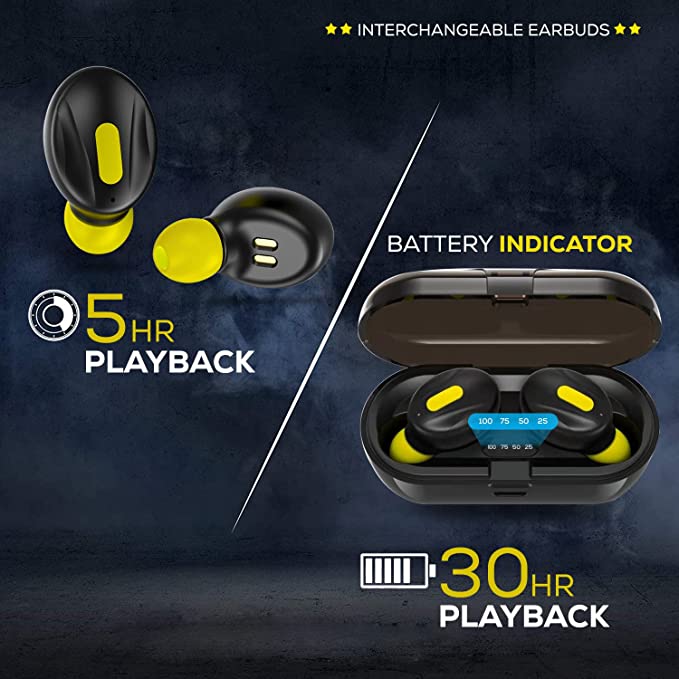 ★★ INTERCHANGEABLE EARBUDS ★★
5HR
PLAYBACK
BATTERY INDICATOR
100 75 50 25
100 75 50 25
30HR
PLAYBACK